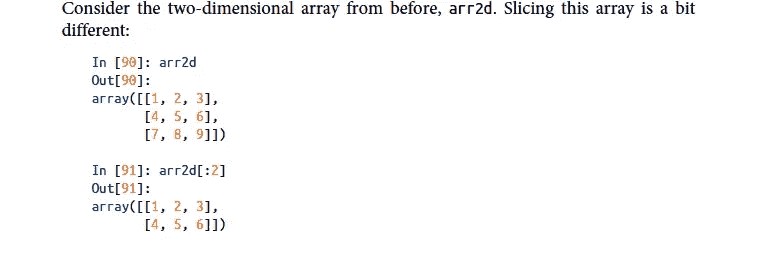 Consider the two-dimensional array from before, arr2d. Slicing this array is a bit
different:
In [90]: arr2d
Out[90]:
array([[1, 2, 3],
       [4, 5, 6],
       [7, 8, 9]])
In [91]: arr2d[:2]
Out[91]:
array([[1, 2, 3],
       [4, 5, 6]])